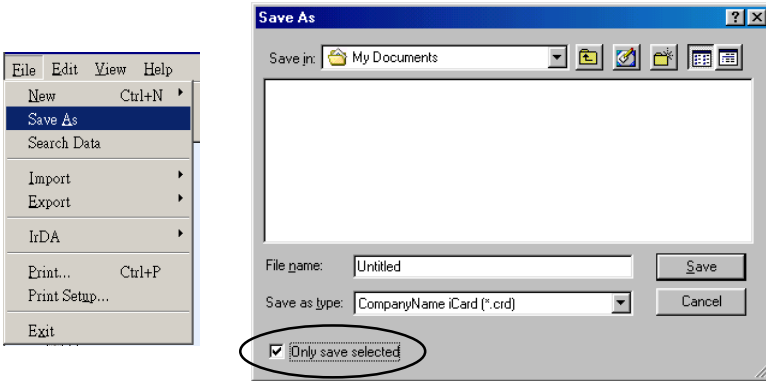 File Edit View Help
New Ctrl+N
Save As
Search Data
Import
Export
IrDA
Print... Ctrl+P
Print Setup...
Exit
Save As
Save in: My Documents
File name: Untitled Save
Save as type: CompanyName iCard (*.crd) Cancel
Only save selected